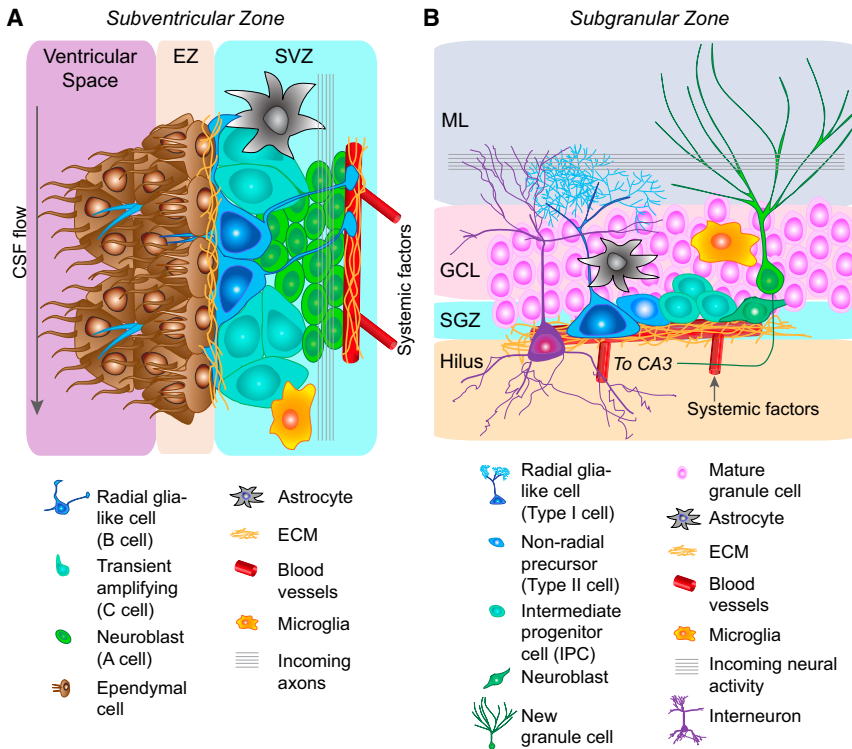 A
Subventricular Zone
Ventricular
Space
EZ
SVZ
CSF flow
Systemic factors
Radial glia-
like cell
(B cell)
Transient
amplifying
(C cell)
Neuroblast
(A cell)
Ependymal
cell
Astrocyte
ECM
Blood
vessels
Microglia
Incoming
axons
B
Subgranular Zone
ML
GCL
SGZ
Hilus
To CA3
Systemic factors
Radial glia-
like cell
(Type I cell)
Non-radial
precursor
(Type II cell)
Intermediate
progenitor
cell (IPC)
Neuroblast
New
granule cell
Mature
granule cell
Astrocyte
ECM
Blood
vessels
Microglia
Incoming neural
activity
Interneuron